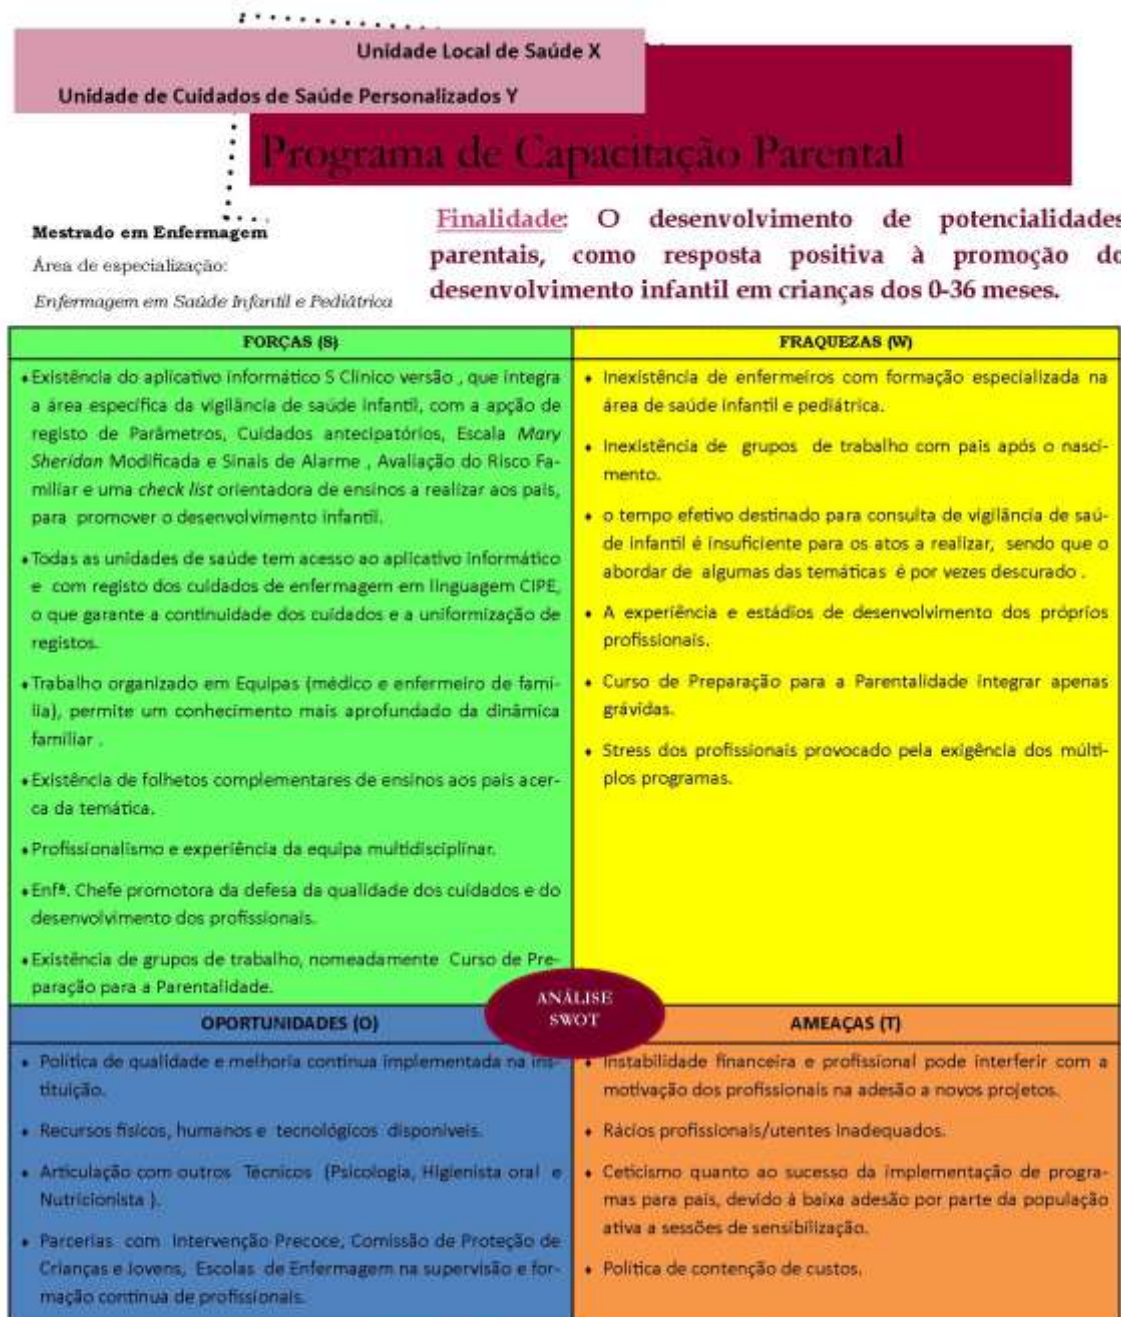 Unidade Local de Saúde X
Unidade de Cuidados de Saúde Personalizados Y
Programa de Capacitação Parental
Mestrado em Enfermagem
Área de especialização:
Enfermagem em Saúde Infantil e Pediátrica
Finalidade: O desenvolvimento de potencialidades
parentais, como resposta positiva à promoção do
desenvolvimento infantil em crianças dos 0-36 meses.
FORÇAS (S)
•Existência do aplicativo informático S Clínico versão , que integra
a área especifica da vigilância de saúde infantil, com a apção de
registo de Parâmetros, Cuidados antecipatórios, Escala Mary
Sheridan Modificada e Sinais de Alarme , Avaliação do Risco Fa-
miliar e uma check list orientadora de ensinos a realizar aos pais,
para promover o desenvolvimento infantil.
•Todas as unidades de saúde tem acesso ao aplicativo informático
e com registo dos cuidados de enfermagem em linguagem CIPE,
o que garante a continuidade dos cuidados e a uniformização de
registos.
•Trabalho organizado em Equipas (médico e enfermeiro de famí-
lia), permite um conhecimento mais aprofundado da dinâmica
familiar .
•Existência de folhetos complementares de ensinos aos pais acer-
ca da temática.
•Profissionalismo e experiência da equipa multidisciplinar.
•Enfª. Chefe promotora da defesa da qualidade dos cuidados e do
desenvolvimento dos profissionais.
•Existência de grupos de trabalho, nomeadamente Curso de Pre-
paração para a Parentalidade.
FRAQUEZAS (W)
• Inexistência de enfermeiros com formação especializada na
área de saúde infantil e pediátrica.
• Inexistência de grupos de trabalho com pais após o nasci-
mento.
• o tempo efetivo destinado para consulta de vigilância de saú-
de infantil é insuficiente para os atos a realizar, sendo que o
abordar de algumas das temáticas é por vezes descurado .
• A experiência e estádios de desenvolvimento dos próprios
profissionais.
• Curso de Preparação para a Parentalidade integrar apenas
grávidas.
• Stress dos profissionais provocado pela exigência dos múlti-
plos programas.
ANÁLISE
SWOT
OPORTUNIDADES (O)
• Política de qualidade e melhoria contínua implementada na ins-
tituição.
• Recursos físicos, humanos e tecnológicos disponíveis.
• Articulação com outros Técnicos (Psicologia, Higienista oral e
Nutricionista ).
• Parcerias com Intervenção Precoce, Comissão de Proteção de
Crianças e Jovens, Escolas de Enfermagem na supervisão e for-
mação contínua de profissionais.
AMEAÇAS (T)
• Instabilidade financeira e profissional pode interferir com a
motivação dos profissionais na adesão a novos projetos.
• Rácios profissionais/utentes Inadequados.
• Ceticismo quanto ao sucesso da implementação de progra-
mas para pais, devido à baixa adesão por parte da população
ativa a sessões de sensibilização.
• Política de contenção de custos.